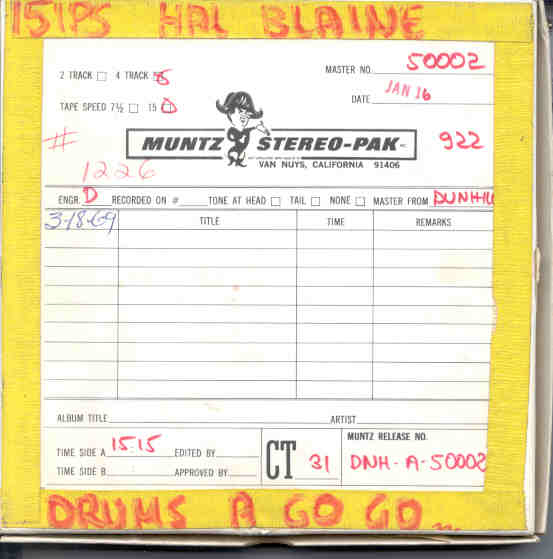 15IPS HAL BLAINE
2 TRACK 4 TRACK 8
MASTER NO. 50002
TAPE SPEED 7½ 15
DATE JAN 16
# 1226
MUNTZ STEREO-PAK INC.
922
VAN NUYS, CALIFORNIA 91406
ENGR. D RECORDED ON # TONE AT HEAD TAIL NONE MASTER FROM DUNHILL
3-18-69 TITLE TIME REMARKS
ALBUM TITLE ARTIST
TIME SIDE A 15:15 EDITED BY
TIME SIDE B APPROVED BY
CT 31
MUNTZ RELEASE NO.
DNH-A-50002
DRUMS A GO GO